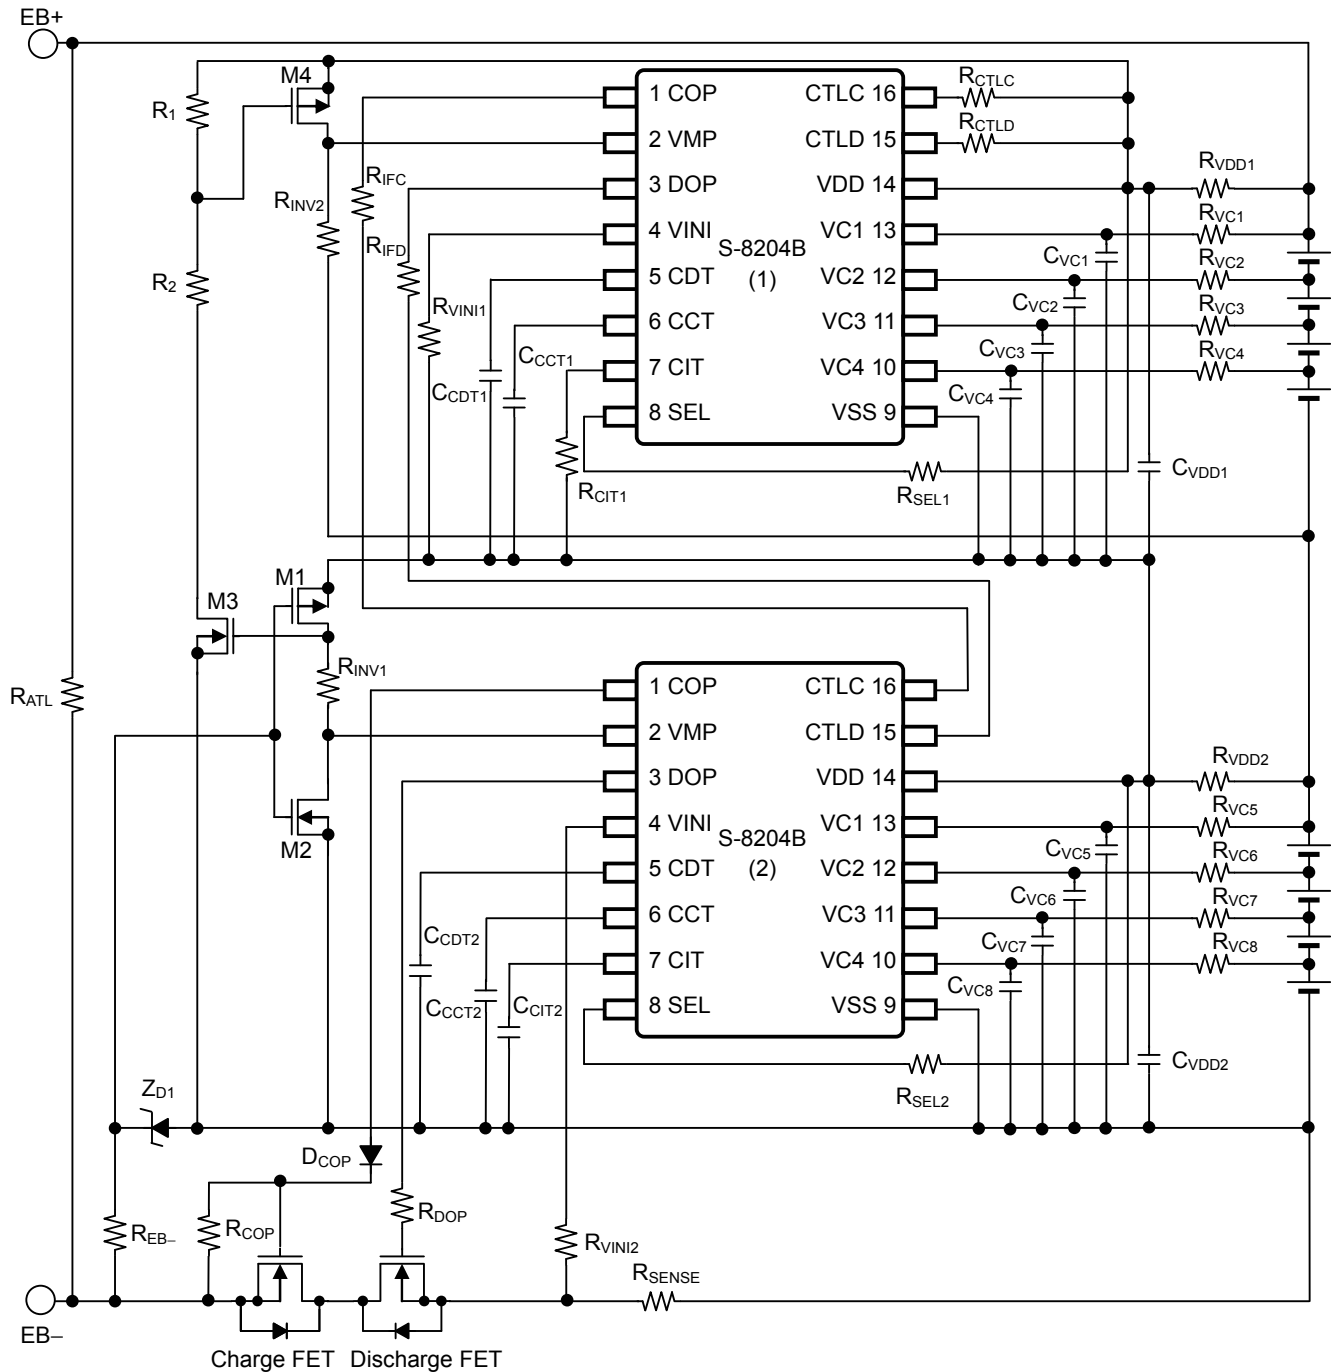 EB+
M4
R1
RINV2
RIFC
RIFD
R2
RVINI1
CCDT1
CCCT1
RCIT1
1 COP
2 VMP
3 DOP
4 VINI
5 CDT
6 CCT
7 CIT
8 SEL
S-8204B
(1)
CTLC 16
CTLD 15
VDD 14
VC1 13
VC2 12
VC3 11
VC4 10
VSS 9
RCTLC
RCTLD
RVDD1
RVC1
RVC2
RVC3
RVC4
CVC1
CVC2
CVC3
CVC4
RSEL1
CVDD1
M1
M3
RINV1
RATL
M2
1 COP
2 VMP
3 DOP
4 VINI
5 CDT
6 CCT
7 CIT
8 SEL
S-8204B
(2)
CTLC 16
CTLD 15
VDD 14
VC1 13
VC2 12
VC3 11
VC4 10
VSS 9
RVDD2
RVC5
RVC6
RVC7
RVC8
CVC5
CVC6
CVC7
CVC8
CCDT2
CCCT2
CCIT2
RSEL2
CVDD2
ZD1
DCOP
REB−
RCOP
RDOP
RVINI2
RSENSE
EB−
Charge FET
Discharge FET